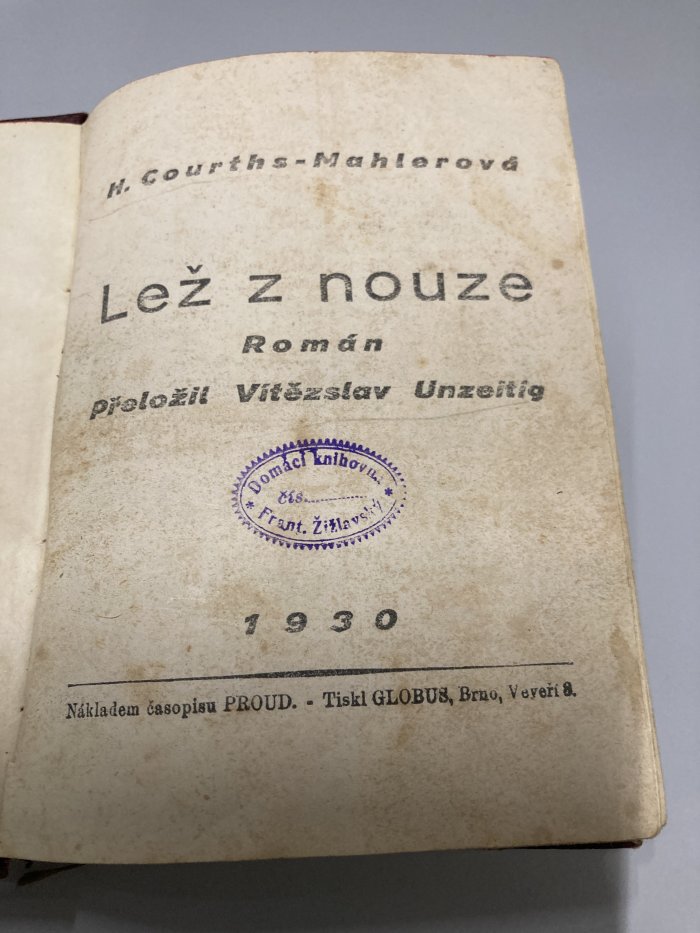 H. Courths-Mahlerová
Lež z nouze
Román
přeložil Vítězslav Unzeitig
Domácí knihovna
čís.
* Frant. Žižlavský *
1930
Nákladem časopisu PROUD. - Tiskl GLOBUS, Brno, Veveří 8.